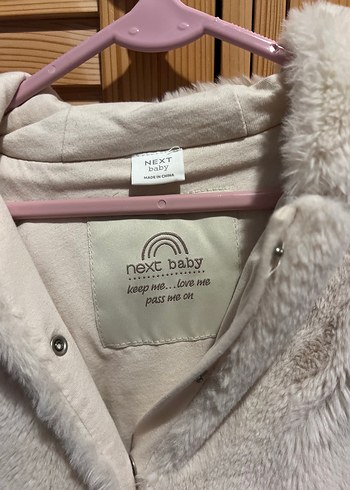 NEXT
baby
MADE IN CHINA
next baby
keep me...love me
pass me on